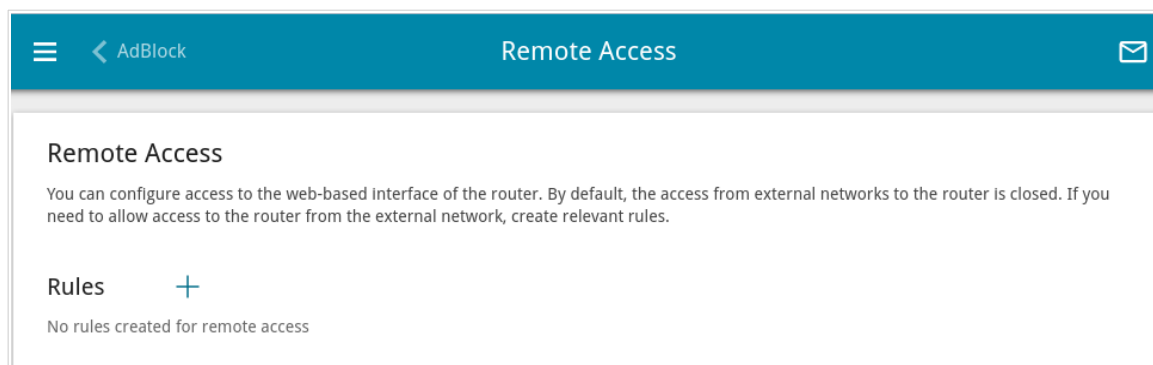 AdBlock
Remote Access
Remote Access
You can configure access to the web-based interface of the router. By default, the access from external networks to the router is closed. If you
need to allow access to the router from the external network, create relevant rules.
Rules
No rules created for remote access